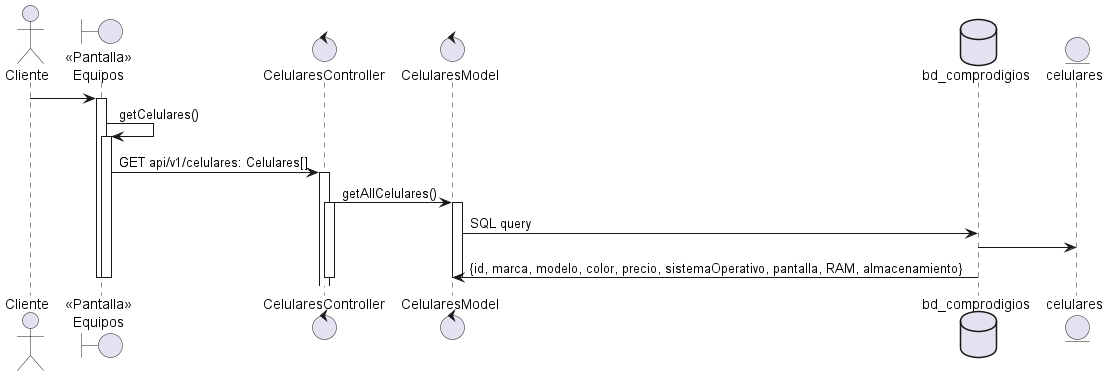 Cliente
«Pantalla»
Equipos
CelularesController
CelularesModel
bd_comprodigios
celulares
getCelulares()
GET api/v1/celulares: Celulares[]
getAllCelulares()
SQL query
{id, marca, modelo, color, precio, sistemaOperativo, pantalla, RAM, almacenamiento}
Cliente
«Pantalla»
Equipos
CelularesController
CelularesModel
bd_comprodigios
celulares